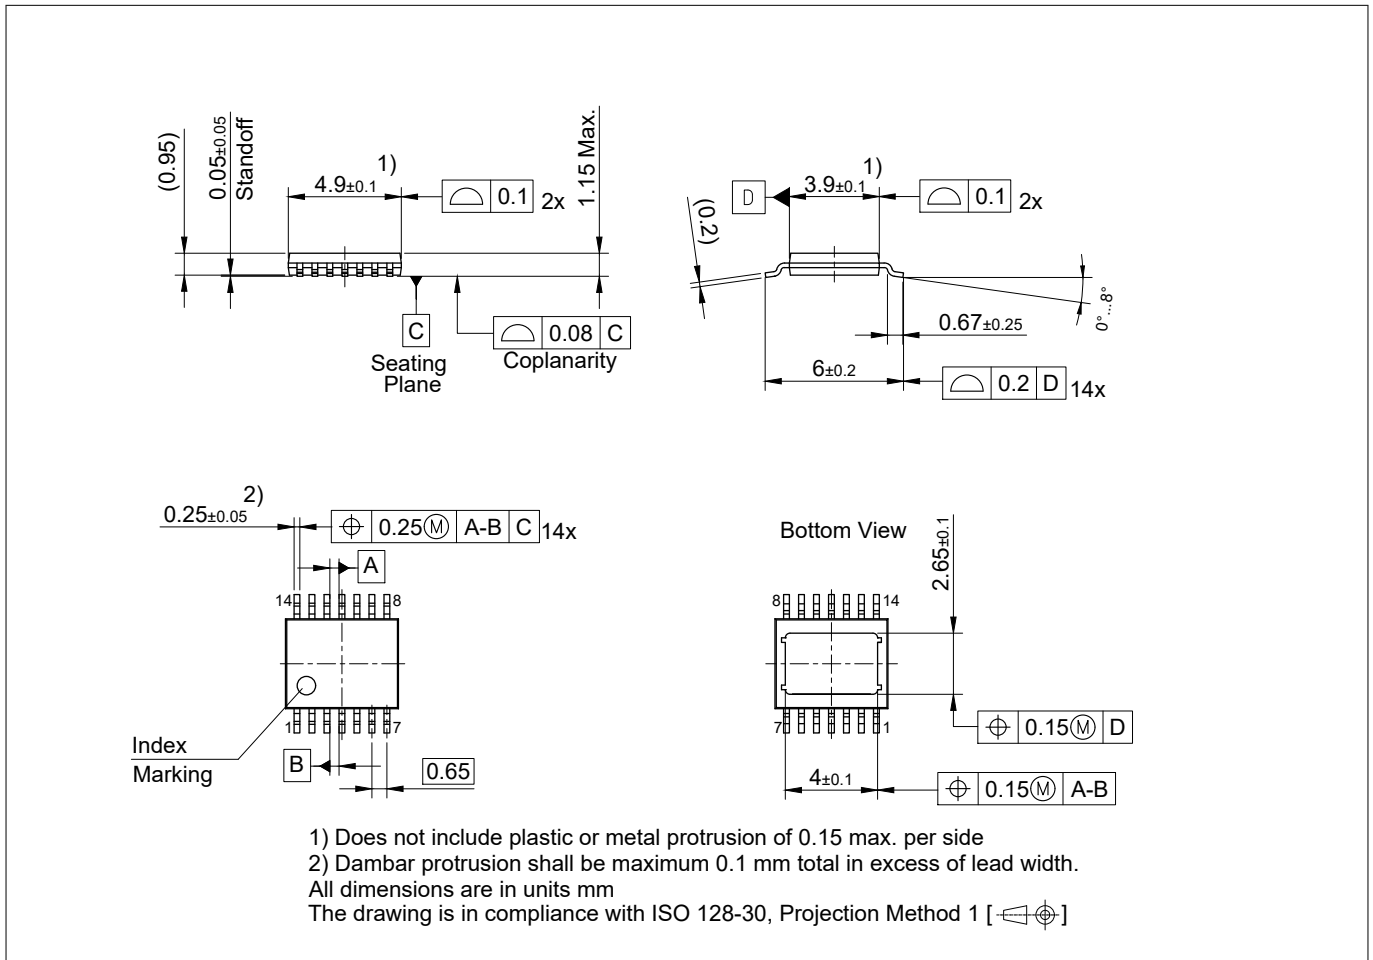 (0.95)
0.05±0.05
Standoff
1)
4.9±0.1
0.1 2x
1.15 Max.
C
Seating
Plane
0.08 C
Coplanarity
D
1)
3.9±0.1
0.1 2x
(0.2)
0°...8°
0.67±0.25
6±0.2
0.2 D 14x
2)
0.25±0.05
0.25Ⓜ A-B C 14x
A
14 8
1 7
Index
Marking
B
0.65
Bottom View
2.65±0.1
8 14
7 1
0.15Ⓜ D
4±0.1
0.15Ⓜ A-B
1) Does not include plastic or metal protrusion of 0.15 max. per side
2) Dambar protrusion shall be maximum 0.1 mm total in excess of lead width.
All dimensions are in units mm
The drawing is in compliance with ISO 128-30, Projection Method 1 [ ]